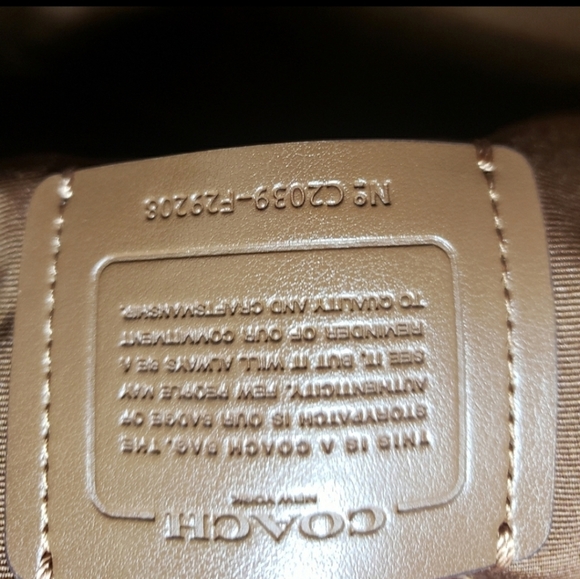 COACH
NEW YORK
THIS IS A COACH BAG. THE
STORYPATCH IS OUR BADGE OF
AUTHENTICITY. FEW PEOPLE MAY
SEE IT, BUT IT WILL ALWAYS BE A
REMINDER OF OUR COMMITMENT
TO QUALITY AND CRAFTSMANSHIP.
Nº C2039-F29208